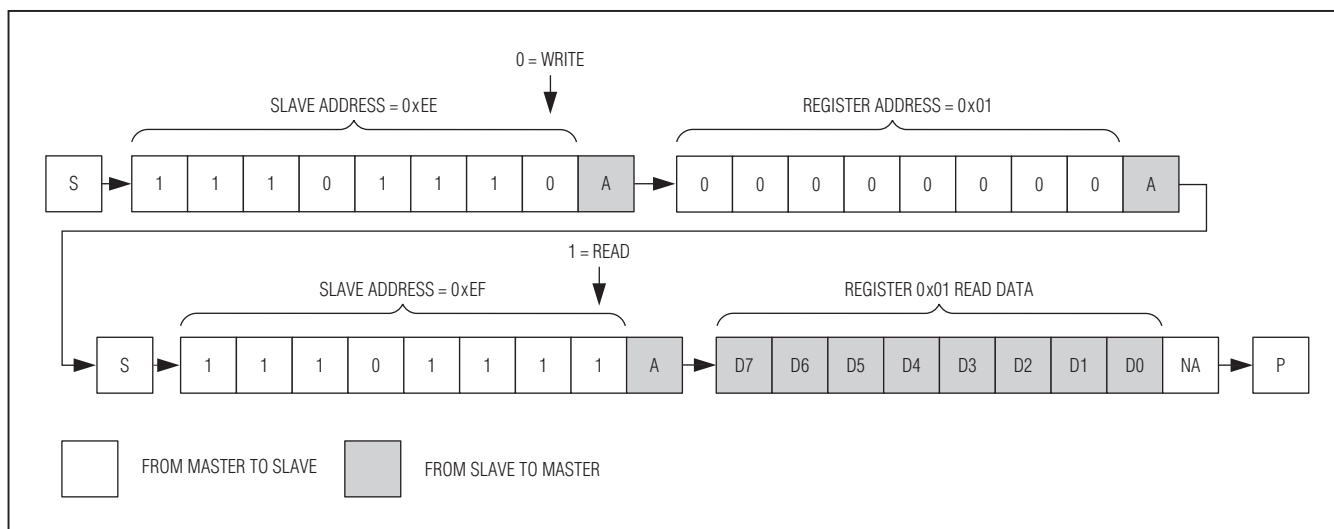 0 = WRITE
SLAVE ADDRESS = 0xEE
REGISTER ADDRESS = 0x01
S 1 1 1 0 1 1 1 0 A 0 0 0 0 0 0 0 0 A
1 = READ
SLAVE ADDRESS = 0xEF
REGISTER 0x01 READ DATA
S 1 1 1 0 1 1 1 1 A D7 D6 D5 D4 D3 D2 D1 D0 NA P
FROM MASTER TO SLAVE
FROM SLAVE TO MASTER